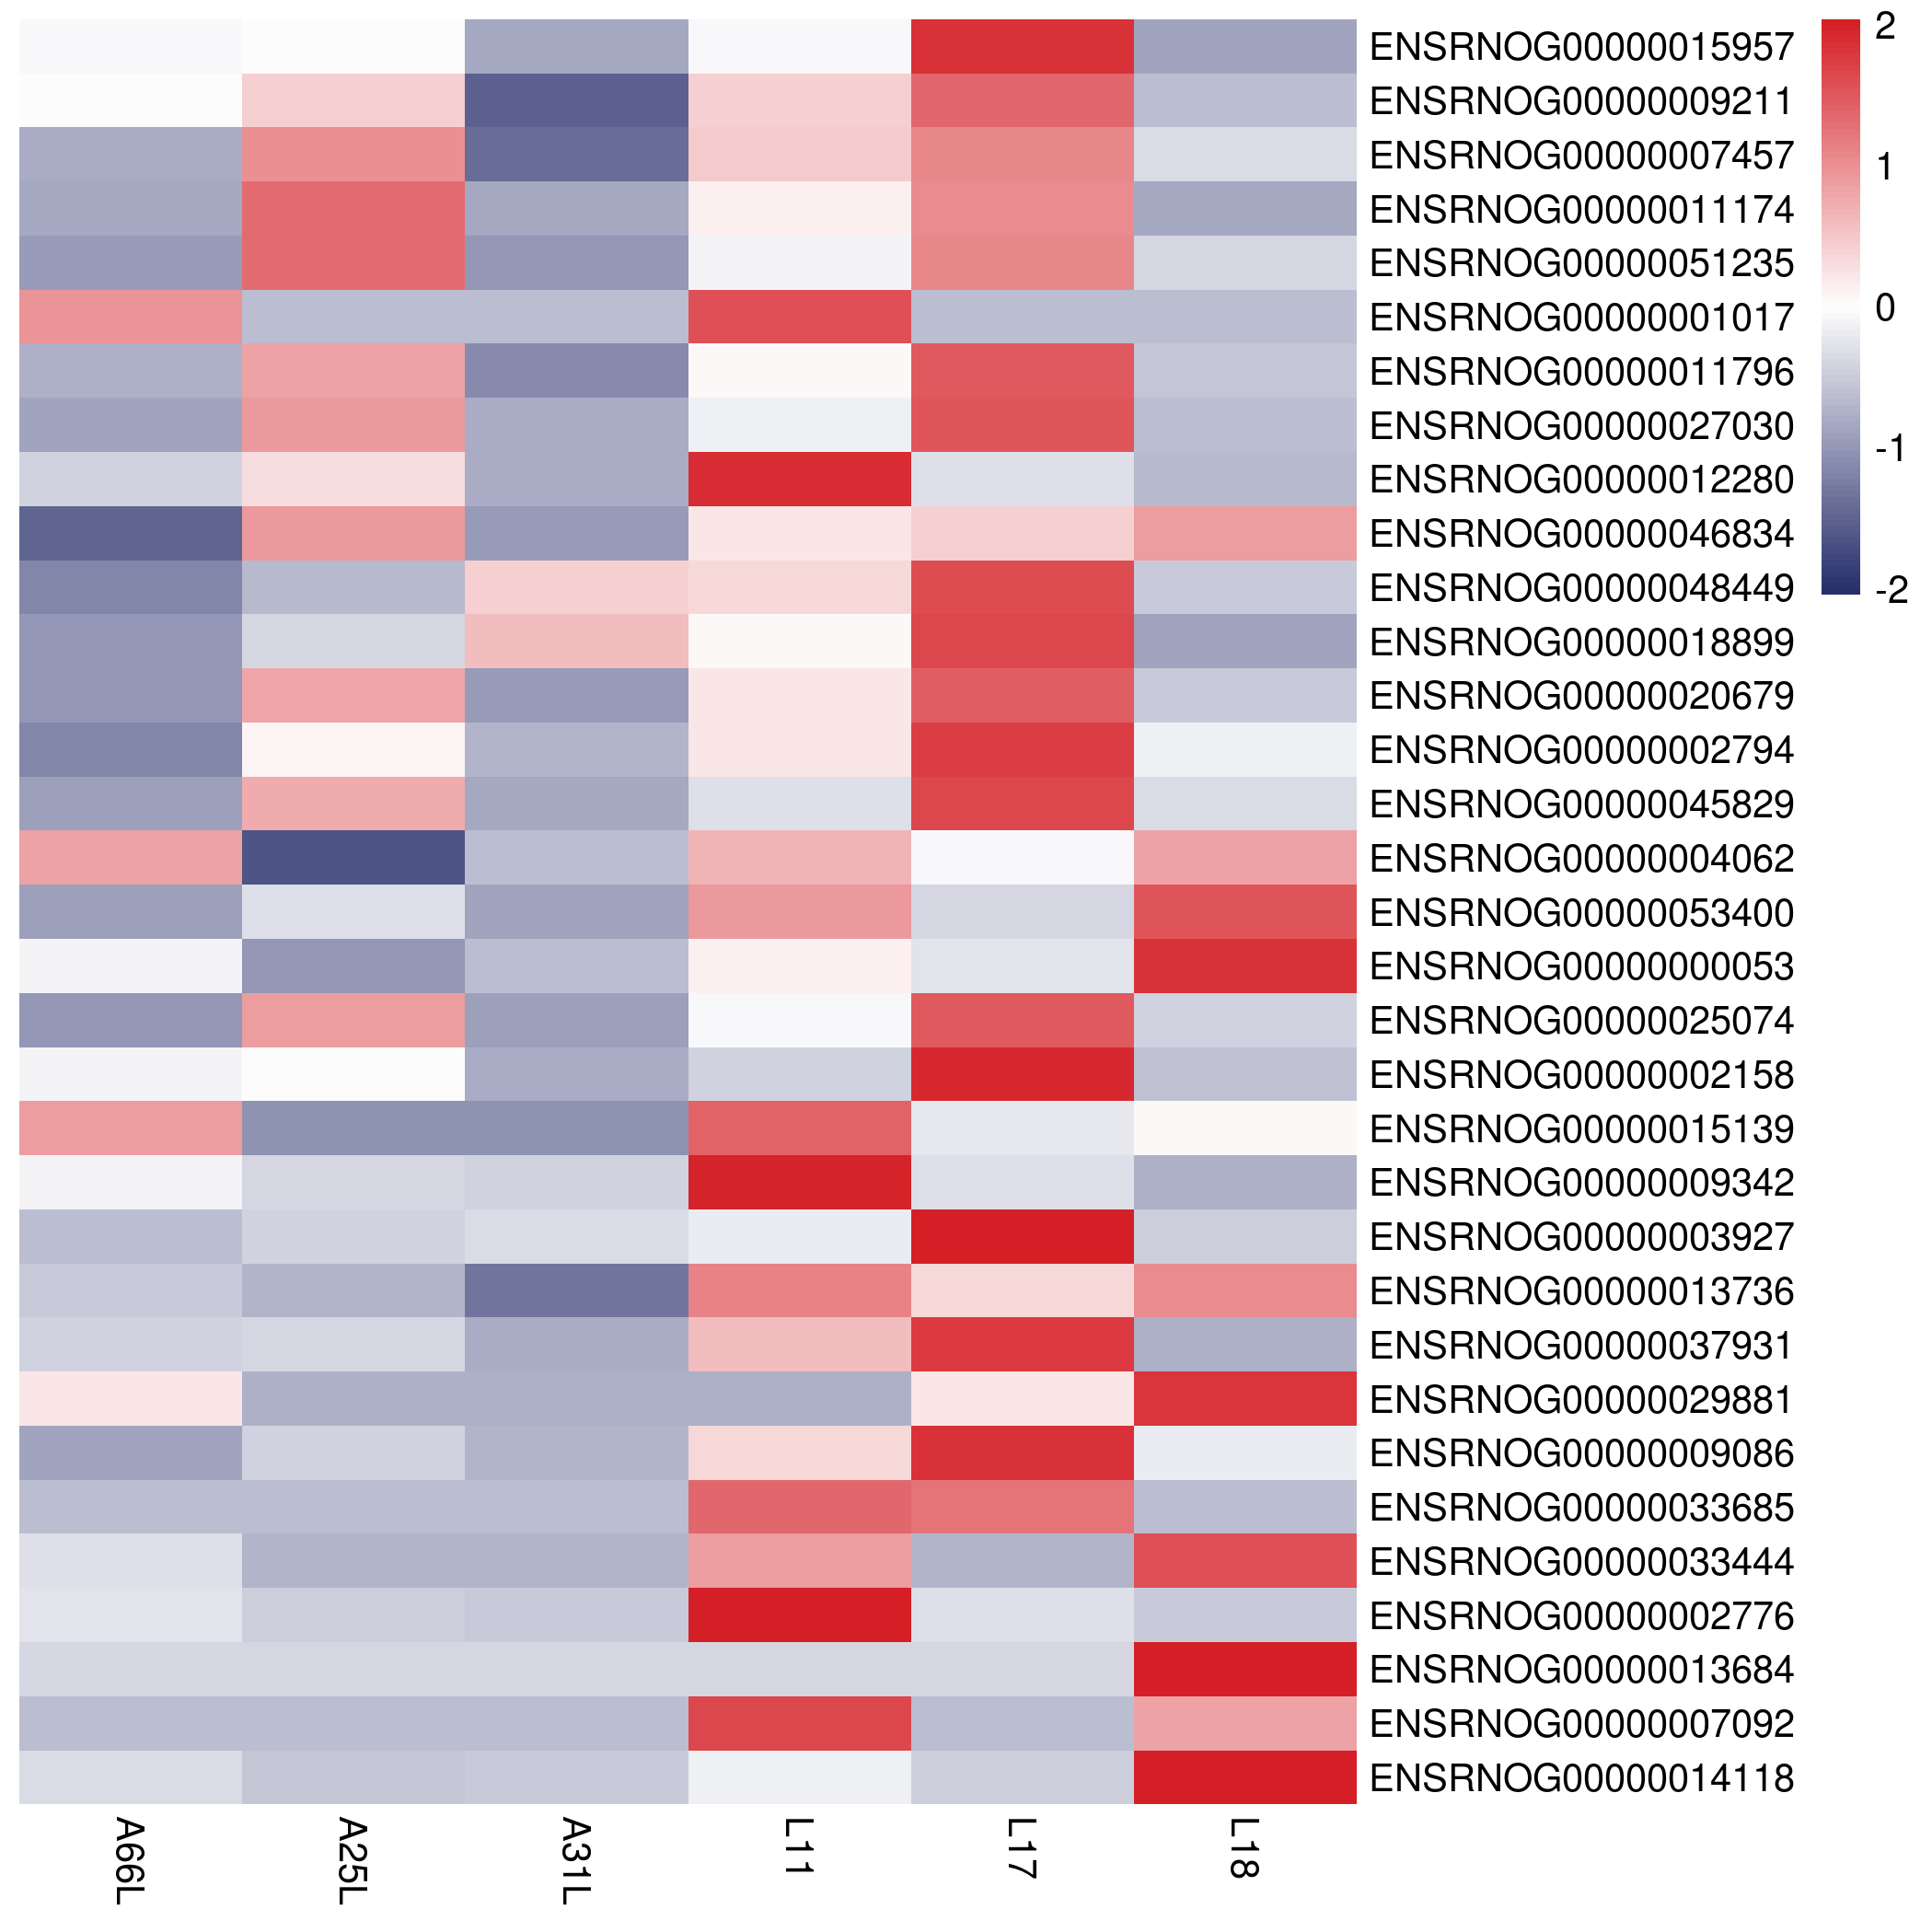 ENSRNOG00000015957
ENSRNOG00000009211
ENSRNOG00000007457
ENSRNOG00000011174
ENSRNOG00000051235
ENSRNOG00000001017
ENSRNOG00000011796
ENSRNOG00000027030
ENSRNOG00000012280
ENSRNOG00000046834
ENSRNOG00000048449
ENSRNOG00000018899
ENSRNOG00000020679
ENSRNOG00000002794
ENSRNOG00000045829
ENSRNOG00000004062
ENSRNOG00000053400
ENSRNOG00000000053
ENSRNOG00000025074
ENSRNOG00000002158
ENSRNOG00000015139
ENSRNOG00000009342
ENSRNOG00000003927
ENSRNOG00000013736
ENSRNOG00000037931
ENSRNOG00000029881
ENSRNOG00000009086
ENSRNOG00000033685
ENSRNOG00000033444
ENSRNOG00000002776
ENSRNOG00000013684
ENSRNOG00000007092
ENSRNOG00000014118
2
1
0
-1
-2
A66L
A25L
A31L
L11
L17
L18